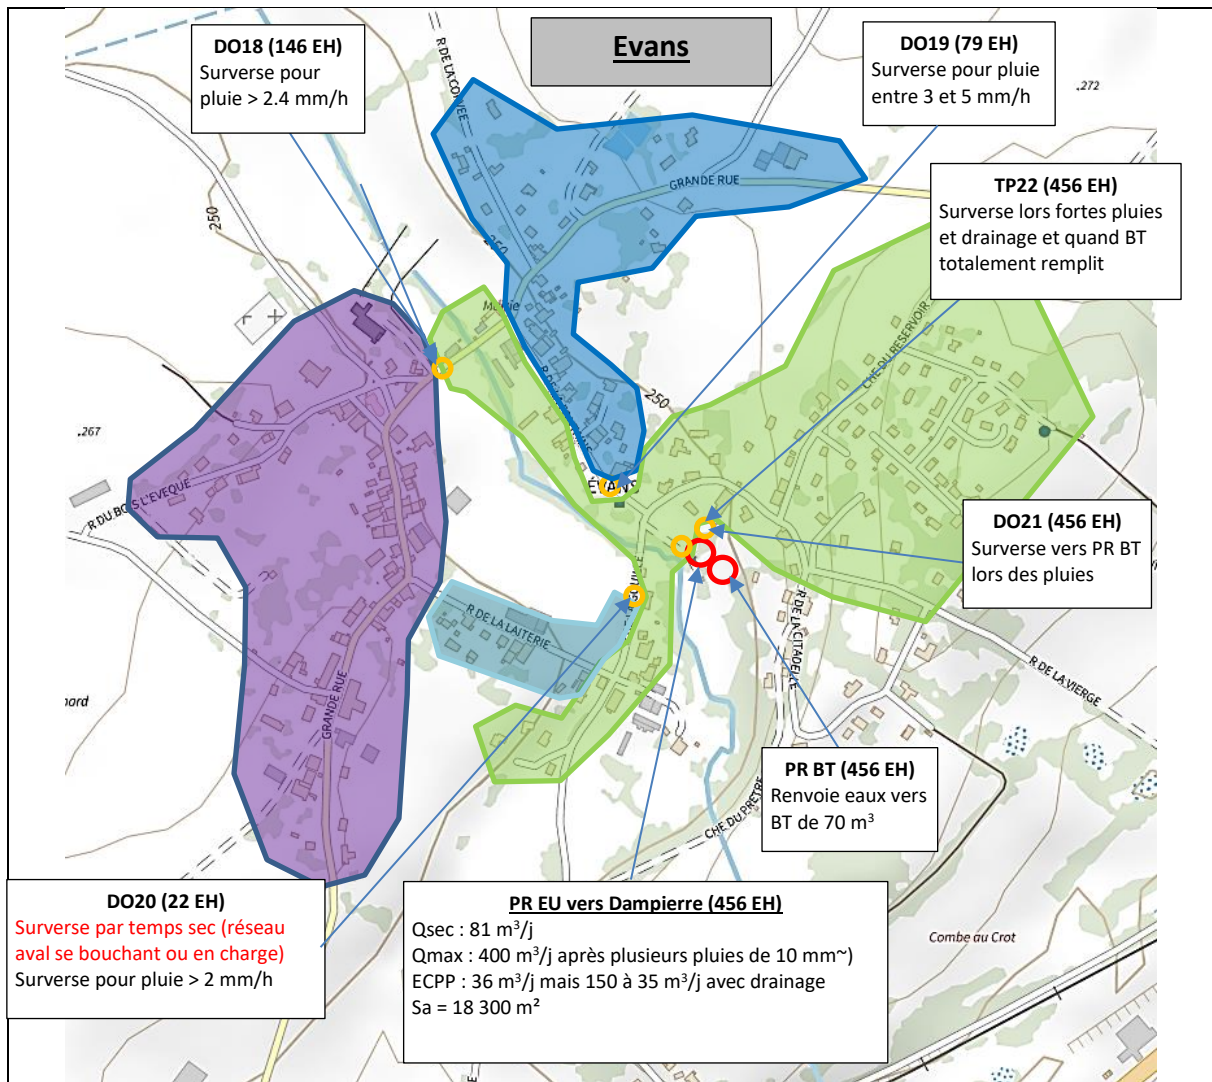 Evans
DO18 (146 EH)
Surverse pour
pluie > 2.4 mm/h
DO19 (79 EH)
Surverse pour pluie
entre 3 et 5 mm/h
.272
R DE LA CORVEE
GRANDE RUE
TP22 (456 EH)
Surverse lors fortes pluies
et drainage et quand BT
totalement remplit
250
250
Mairie
CHE DU RESERVOIR
250
.267
R DU BOIS L'EVEQUE
DO21 (456 EH)
Surverse vers PR BT
lors des pluies
R DE LA LAITERIE
R DE LA CITADELLE
R DE LA VIERGE
nord
GRANDE RUE
PR BT (456 EH)
Renvoie eaux vers
BT de 70 m³
CHE DU PRETRE
DO20 (22 EH)
Surverse par temps sec (réseau
aval se bouchant ou en charge)
Surverse pour pluie > 2 mm/h
PR EU vers Dampierre (456 EH)
Qsec : 81 m³/j
Qmax : 400 m³/j après plusieurs pluies de 10 mm~)
ECPP : 36 m³/j mais 150 à 35 m³/j avec drainage
Sa = 18 300 m²
Combe au Crot